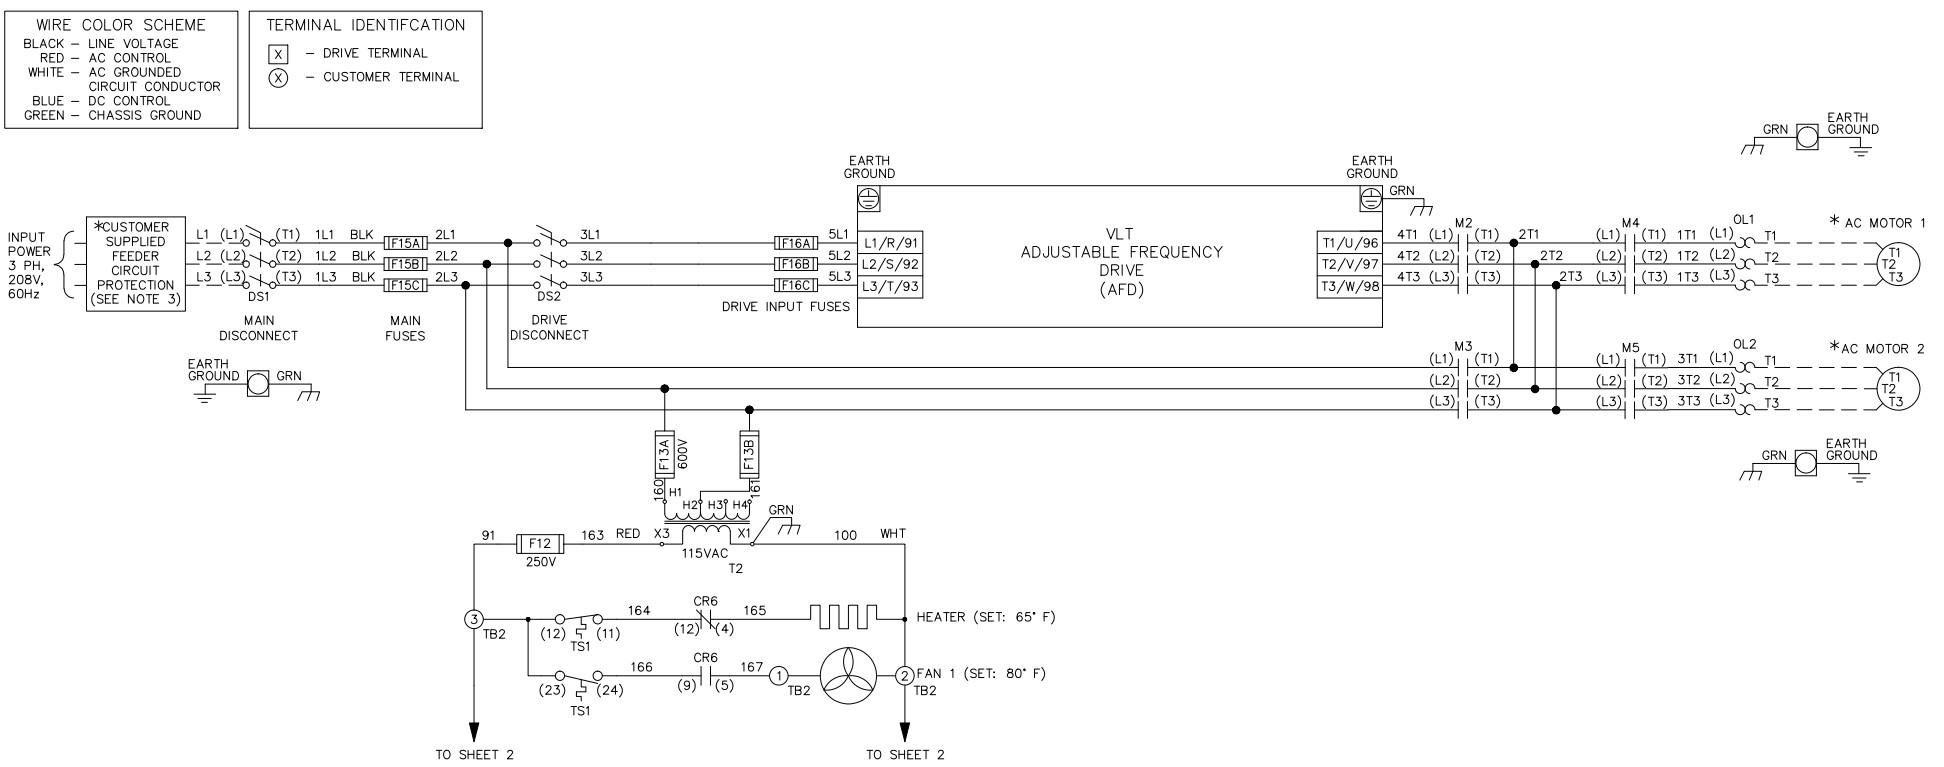 WIRE COLOR SCHEME
BLACK – LINE VOLTAGE
RED – AC CONTROL
WHITE – AC GROUNDED
CIRCUIT CONDUCTOR
BLUE – DC CONTROL
GREEN – CHASSIS GROUND
TERMINAL IDENTIFCATION
X – DRIVE TERMINAL
X – CUSTOMER TERMINAL
GRN
EARTH
GROUND
EARTH
GROUND
EARTH
GROUND
GRN
INPUT
POWER
3 PH,
208V,
60Hz
*CUSTOMER
SUPPLIED
FEEDER
CIRCUIT
PROTECTION
(SEE NOTE 3)
L1 (L1) (T1) 1L1 BLK F15A 2L1 3L1 F16A 5L1 L1/R/91
L2 (L2) (T2) 1L2 BLK F15B 2L2 3L2 F16B 5L2 L2/S/92
L3 (L3) (T3) 1L3 BLK F15C 2L3 3L3 F16C 5L3 L3/T/93
DS1
DS2
MAIN
DISCONNECT
MAIN
FUSES
DRIVE
DISCONNECT
DRIVE INPUT FUSES
VLT
ADJUSTABLE FREQUENCY
DRIVE
(AFD)
M2
M4
OL1
* AC MOTOR 1
T1/U/96 4T1 (L1) (T1) 2T1 (L1) (T1) 1T1 (L1) T1
T2/V/97 4T2 (L2) (T2) 2T2 (L2) (T2) 1T2 T2
T3/W/98 4T3 (L3) (T3) 2T3 (L3) (T3) 1T3 (L3) T3
(L2)
T1
T2
T3
EARTH
GROUND
GRN
M3
M5
OL2
*AC MOTOR 2
(L1) (T1) (L1) (T1) 3T1 (L1) T1
(L2) (T2) (L2) (T2) 3T2 (L2) T2
(L3) (T3) (L3) (T3) 3T3 (L3) T3
T1
T2
T3
GRN
EARTH
GROUND
F13A
600V
F13B
160
161
H1
H2
H3
H4
GRN
91
F12
250V
163
RED
X3
X1
115VAC
T2
100
WHT
3
TB2
(12)
(11)
TS1
164
CR6
(12)
(4)
165
HEATER (SET: 65° F)
(23)
(24)
TS1
166
CR6
(9)
(5)
167
1
TB2
2
TB2
FAN 1 (SET: 80° F)
TO SHEET 2
TO SHEET 2